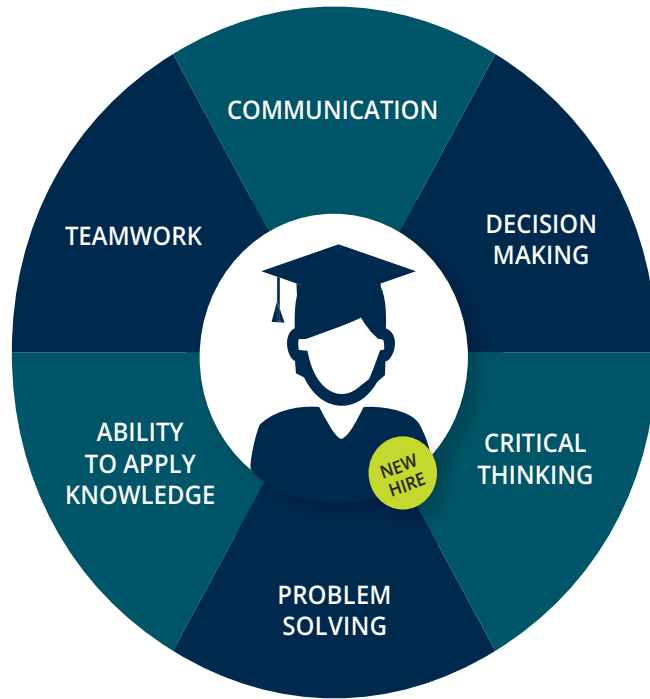 COMMUNICATION
DECISION
MAKING
CRITICAL
THINKING
PROBLEM
SOLVING
ABILITY
TO APPLY
KNOWLEDGE
TEAMWORK
NEW
HIRE